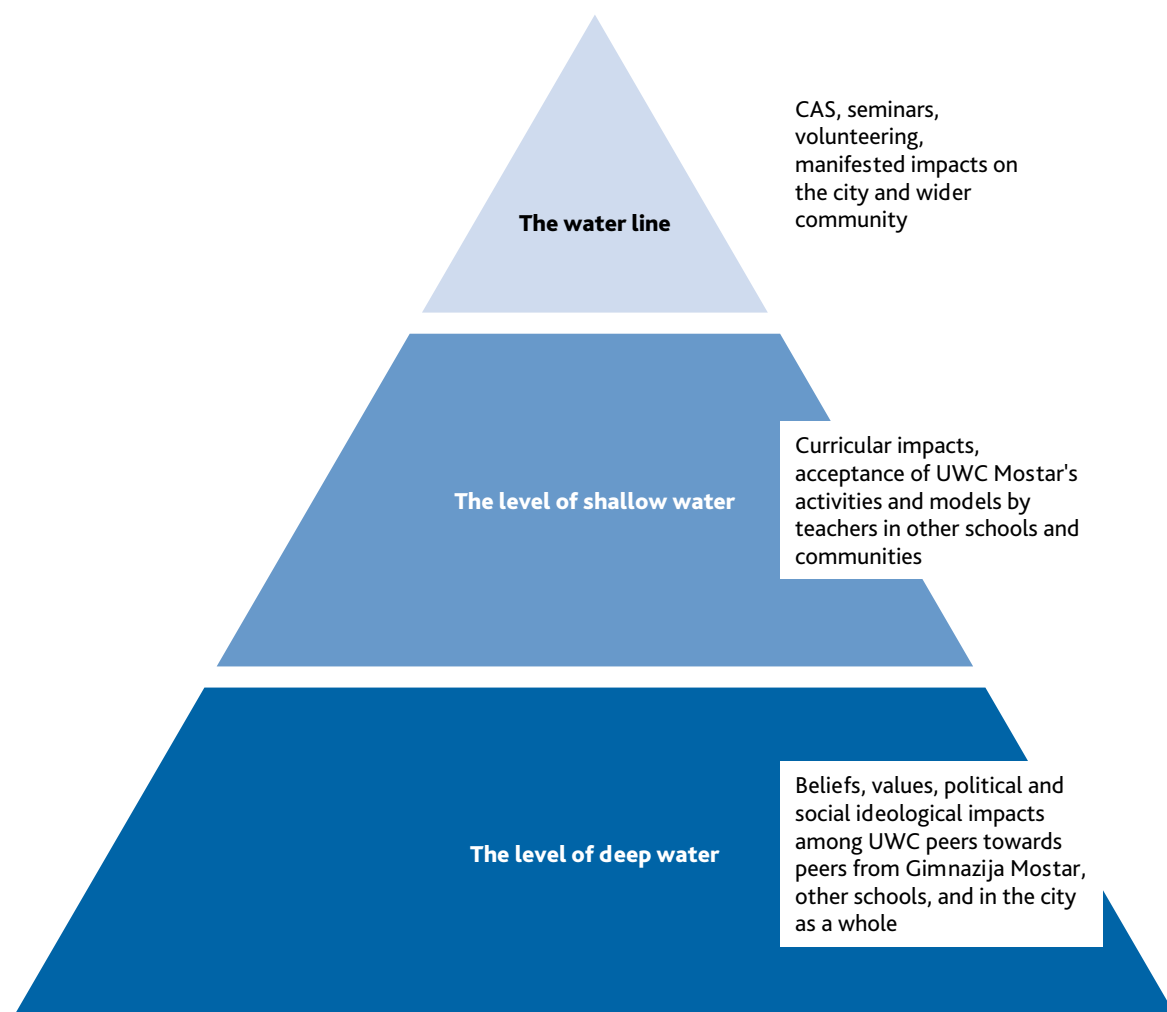 CAS, seminars,
volunteering,
manifested impacts on
the city and wider
community
The water line
Curricular impacts,
acceptance of UWC Mostar's
activities and models by
teachers in other schools and
communities
The level of shallow water
Beliefs, values, political and
social ideological impacts
among UWC peers towards
peers from Gimnazija Mostar,
other schools, and in the city
as a whole
The level of deep water